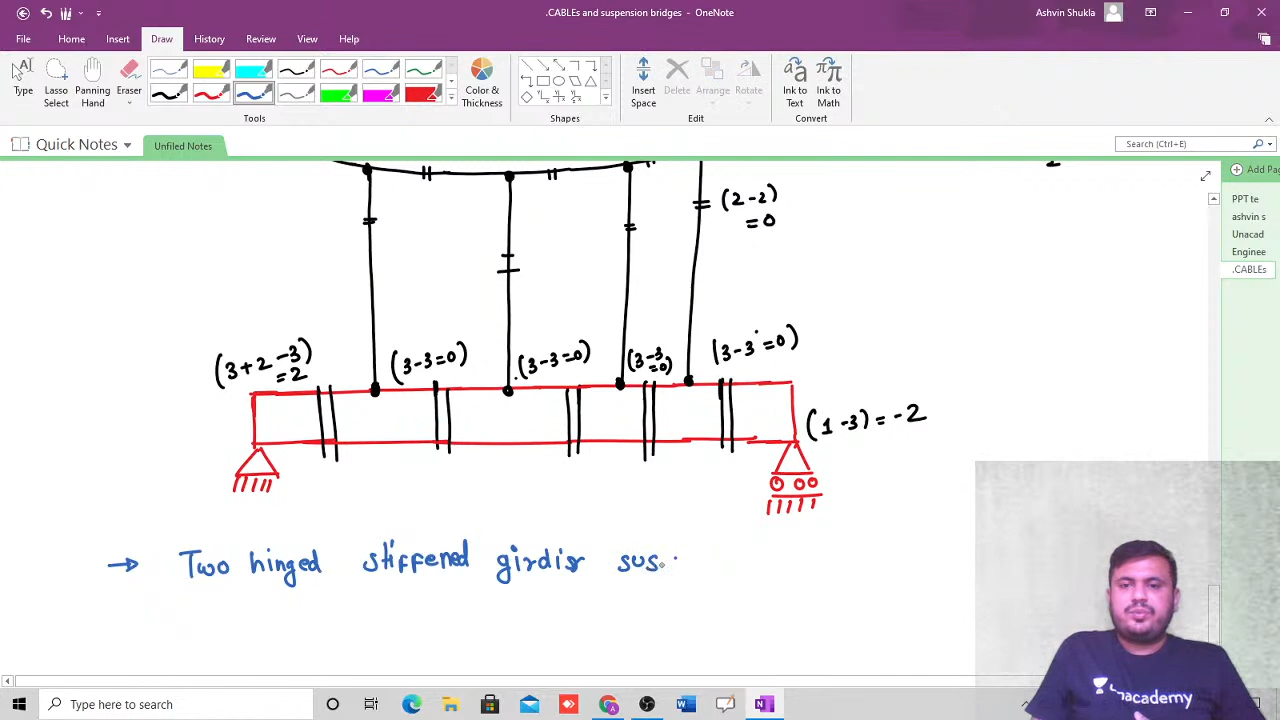 .CABLEs and suspension bridges - OneNote
Ashvin Shukla
File Home Insert Draw History Review View Help
Type
Lasso Select
Panning Hand
Eraser
Color & Thickness
Insert Space
Delete
Arrange
Rotate
Ink to Text
Ink to Math
Tools
Shapes
Edit
Convert
Quick Notes
Unfiled Notes
Search (Ctrl+E)
Add Pa
PPT te
ashvin s
Unacad
Enginee
.CABLEs
(2-2)
=0
(3+2-3)
=2
(3-3=0)
(3-3=0)
(3-3
=0)
(3-3=0)
(1-3)=-2
→ Two hinged stiffened girdier sus
unacademy
Type here to search